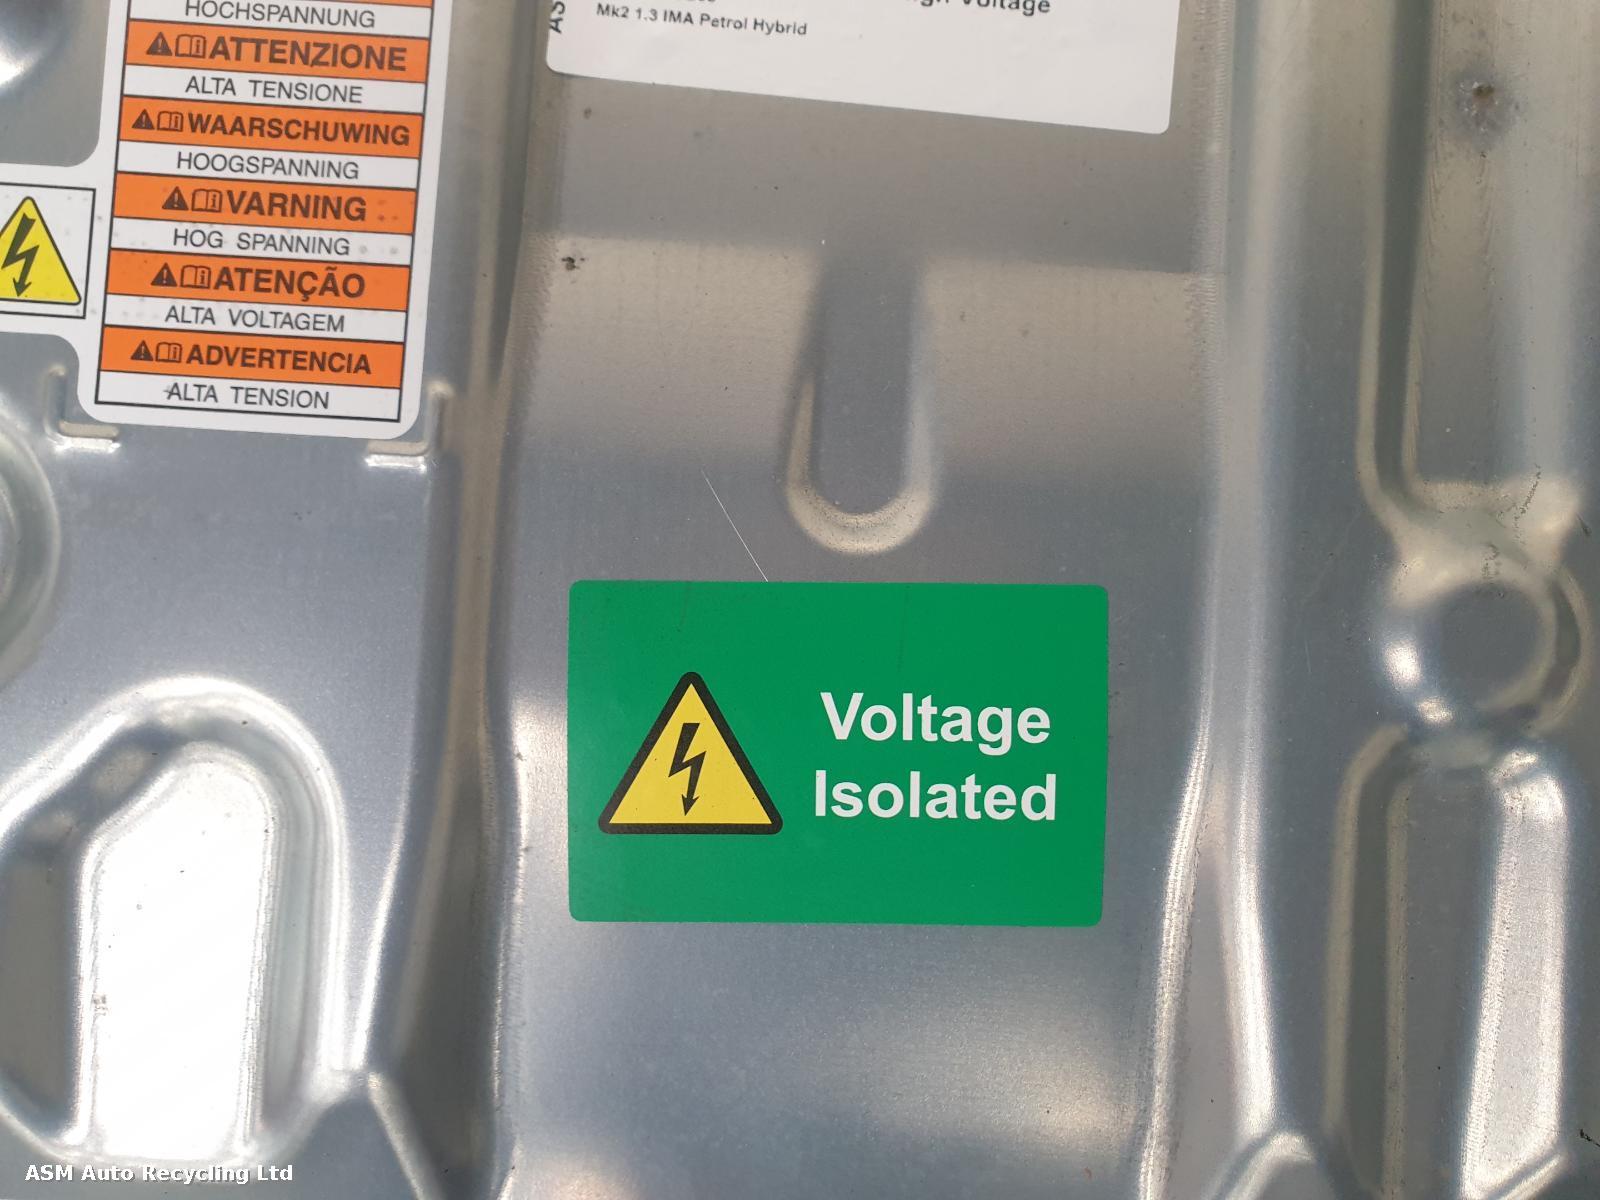 HOCHSPANNUNG
ATTENZIONE
ALTA TENSIONE
WAARSCHUWING
HOOGSPANNING
VARNING
HOG SPANNING
ATENÇÃO
ALTA VOLTAGEM
ADVERTENCIA
ALTA TENSION
Voltage
Mk2 1.3 IMA Petrol Hybrid
Voltage
Isolated
ASM Auto Recycling Ltd